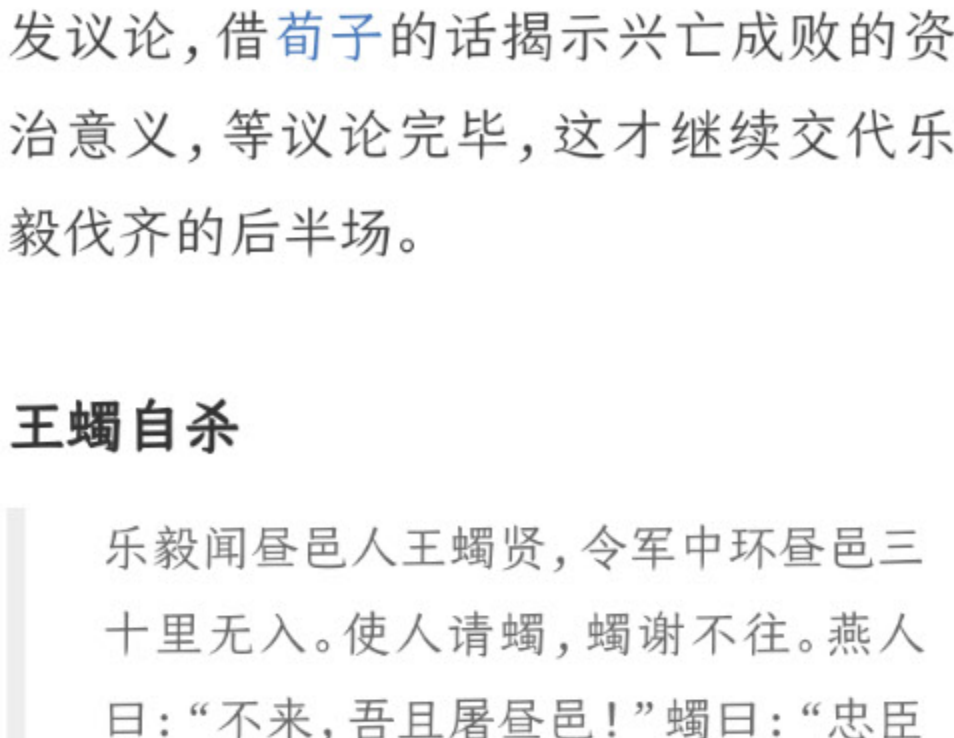 发议论，借荀子的话揭示兴亡成败的资
治意义，等议论完毕，这才继续交代乐
毅伐齐的后半场。
王蠋自杀
乐毅闻昼邑人王蠋贤，令军中环昼邑三
十里无入。使人请蠋，蠋谢不往。燕人
曰：“不来，吾且屠昼邑！”蠋曰：“忠臣